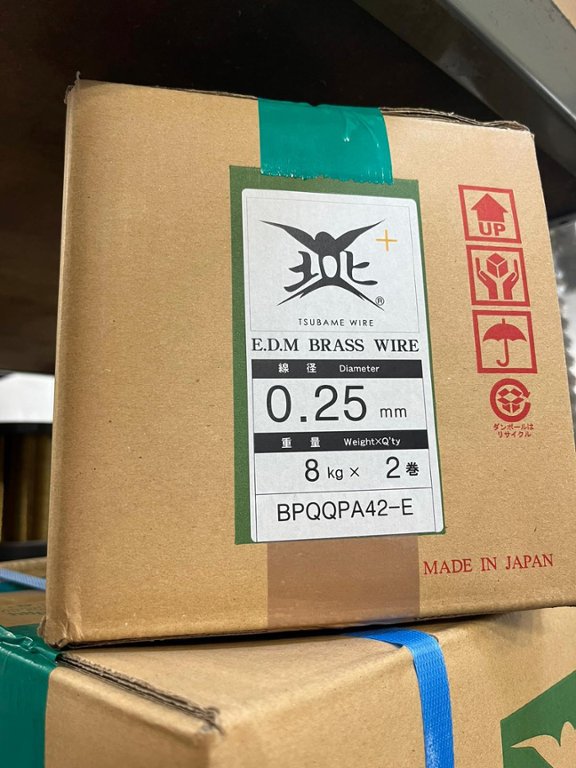 UP
燕
+
®
TSUBAME WIRE
E.D.M BRASS WIRE
線 径 Diameter
0.25 mm
重 量 Weight×Q'ty
8 kg × 2 巻
BPQQPA42-E
ダンボールは
リサイクル
MADE IN JAPAN